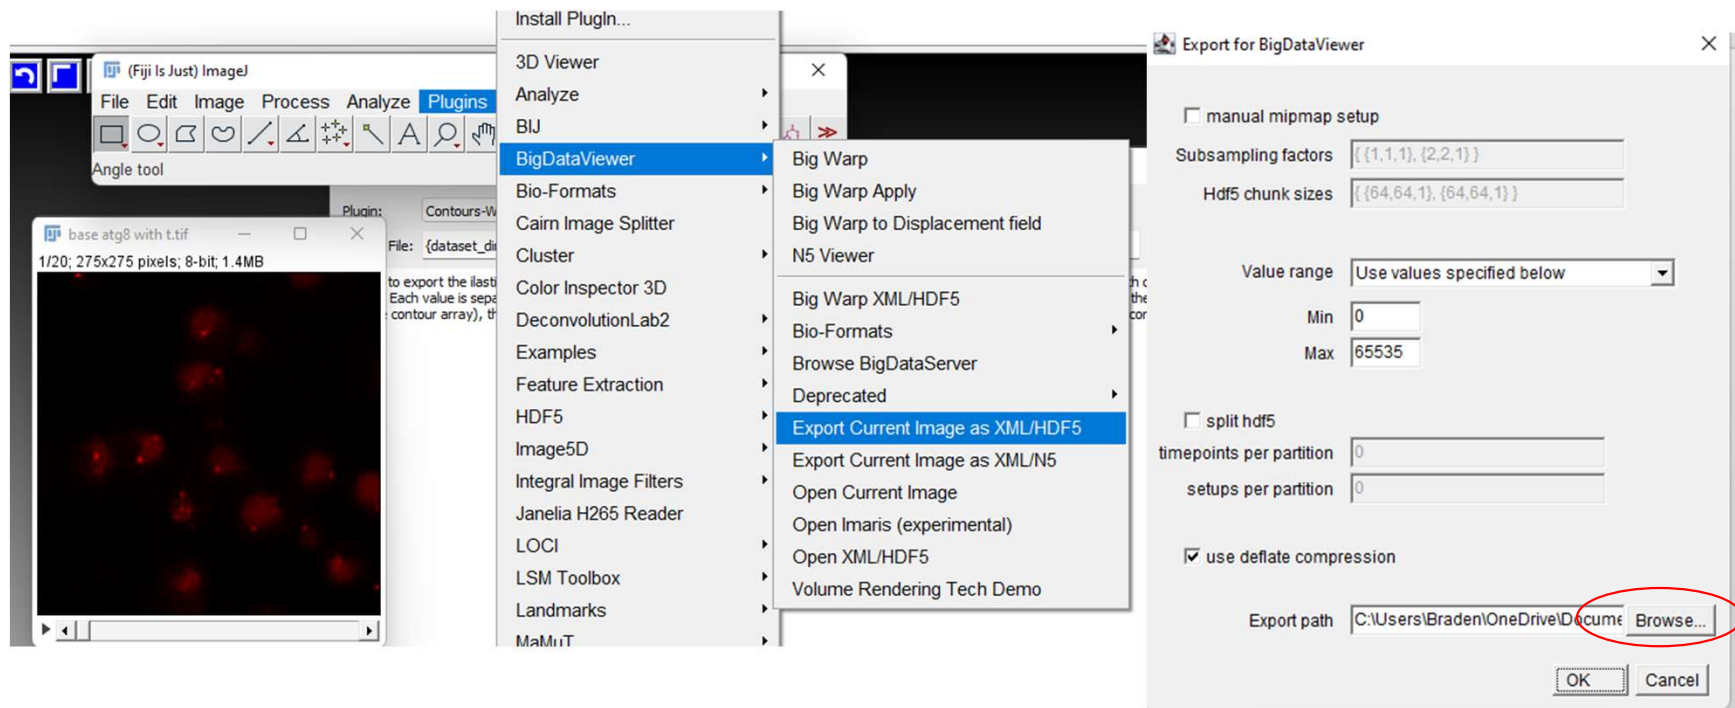 (Fiji Is Just) ImageJ
File Edit Image Process Analyze Plugins
Angle tool
base atg8 with t.tif
1/20; 275x275 pixels; 8-bit; 1.4MB
Plugin:
Contours-W
File:
{dataset_di
to export the ilasti
Each value is sepa
contour array), th
Install PlugIn...
3D Viewer
Analyze
BIJ
BigDataViewer
Bio-Formats
Cairn Image Splitter
Cluster
Color Inspector 3D
DeconvolutionLab2
Examples
Feature Extraction
HDF5
Image5D
Integral Image Filters
Janelia H265 Reader
LOCI
LSM Toolbox
Landmarks
MaMuT
Big Warp
Big Warp Apply
Big Warp to Displacement field
N5 Viewer
Big Warp XML/HDF5
Bio-Formats
Browse BigDataServer
Deprecated
Export Current Image as XML/HDF5
Export Current Image as XML/N5
Open Current Image
Open Imaris (experimental)
Open XML/HDF5
Volume Rendering Tech Demo
Export for BigDataViewer
manual mipmap setup
Subsampling factors { {1,1,1}, {2,2,1} }
Hdf5 chunk sizes { {64,64,1}, {64,64,1} }
Value range Use values specified below
Min 0
Max 65535
split hdf5
timepoints per partition 0
setups per partition 0
use deflate compression
Export path C:\Users\Braden\OneDrive\Docume Browse...
OK Cancel